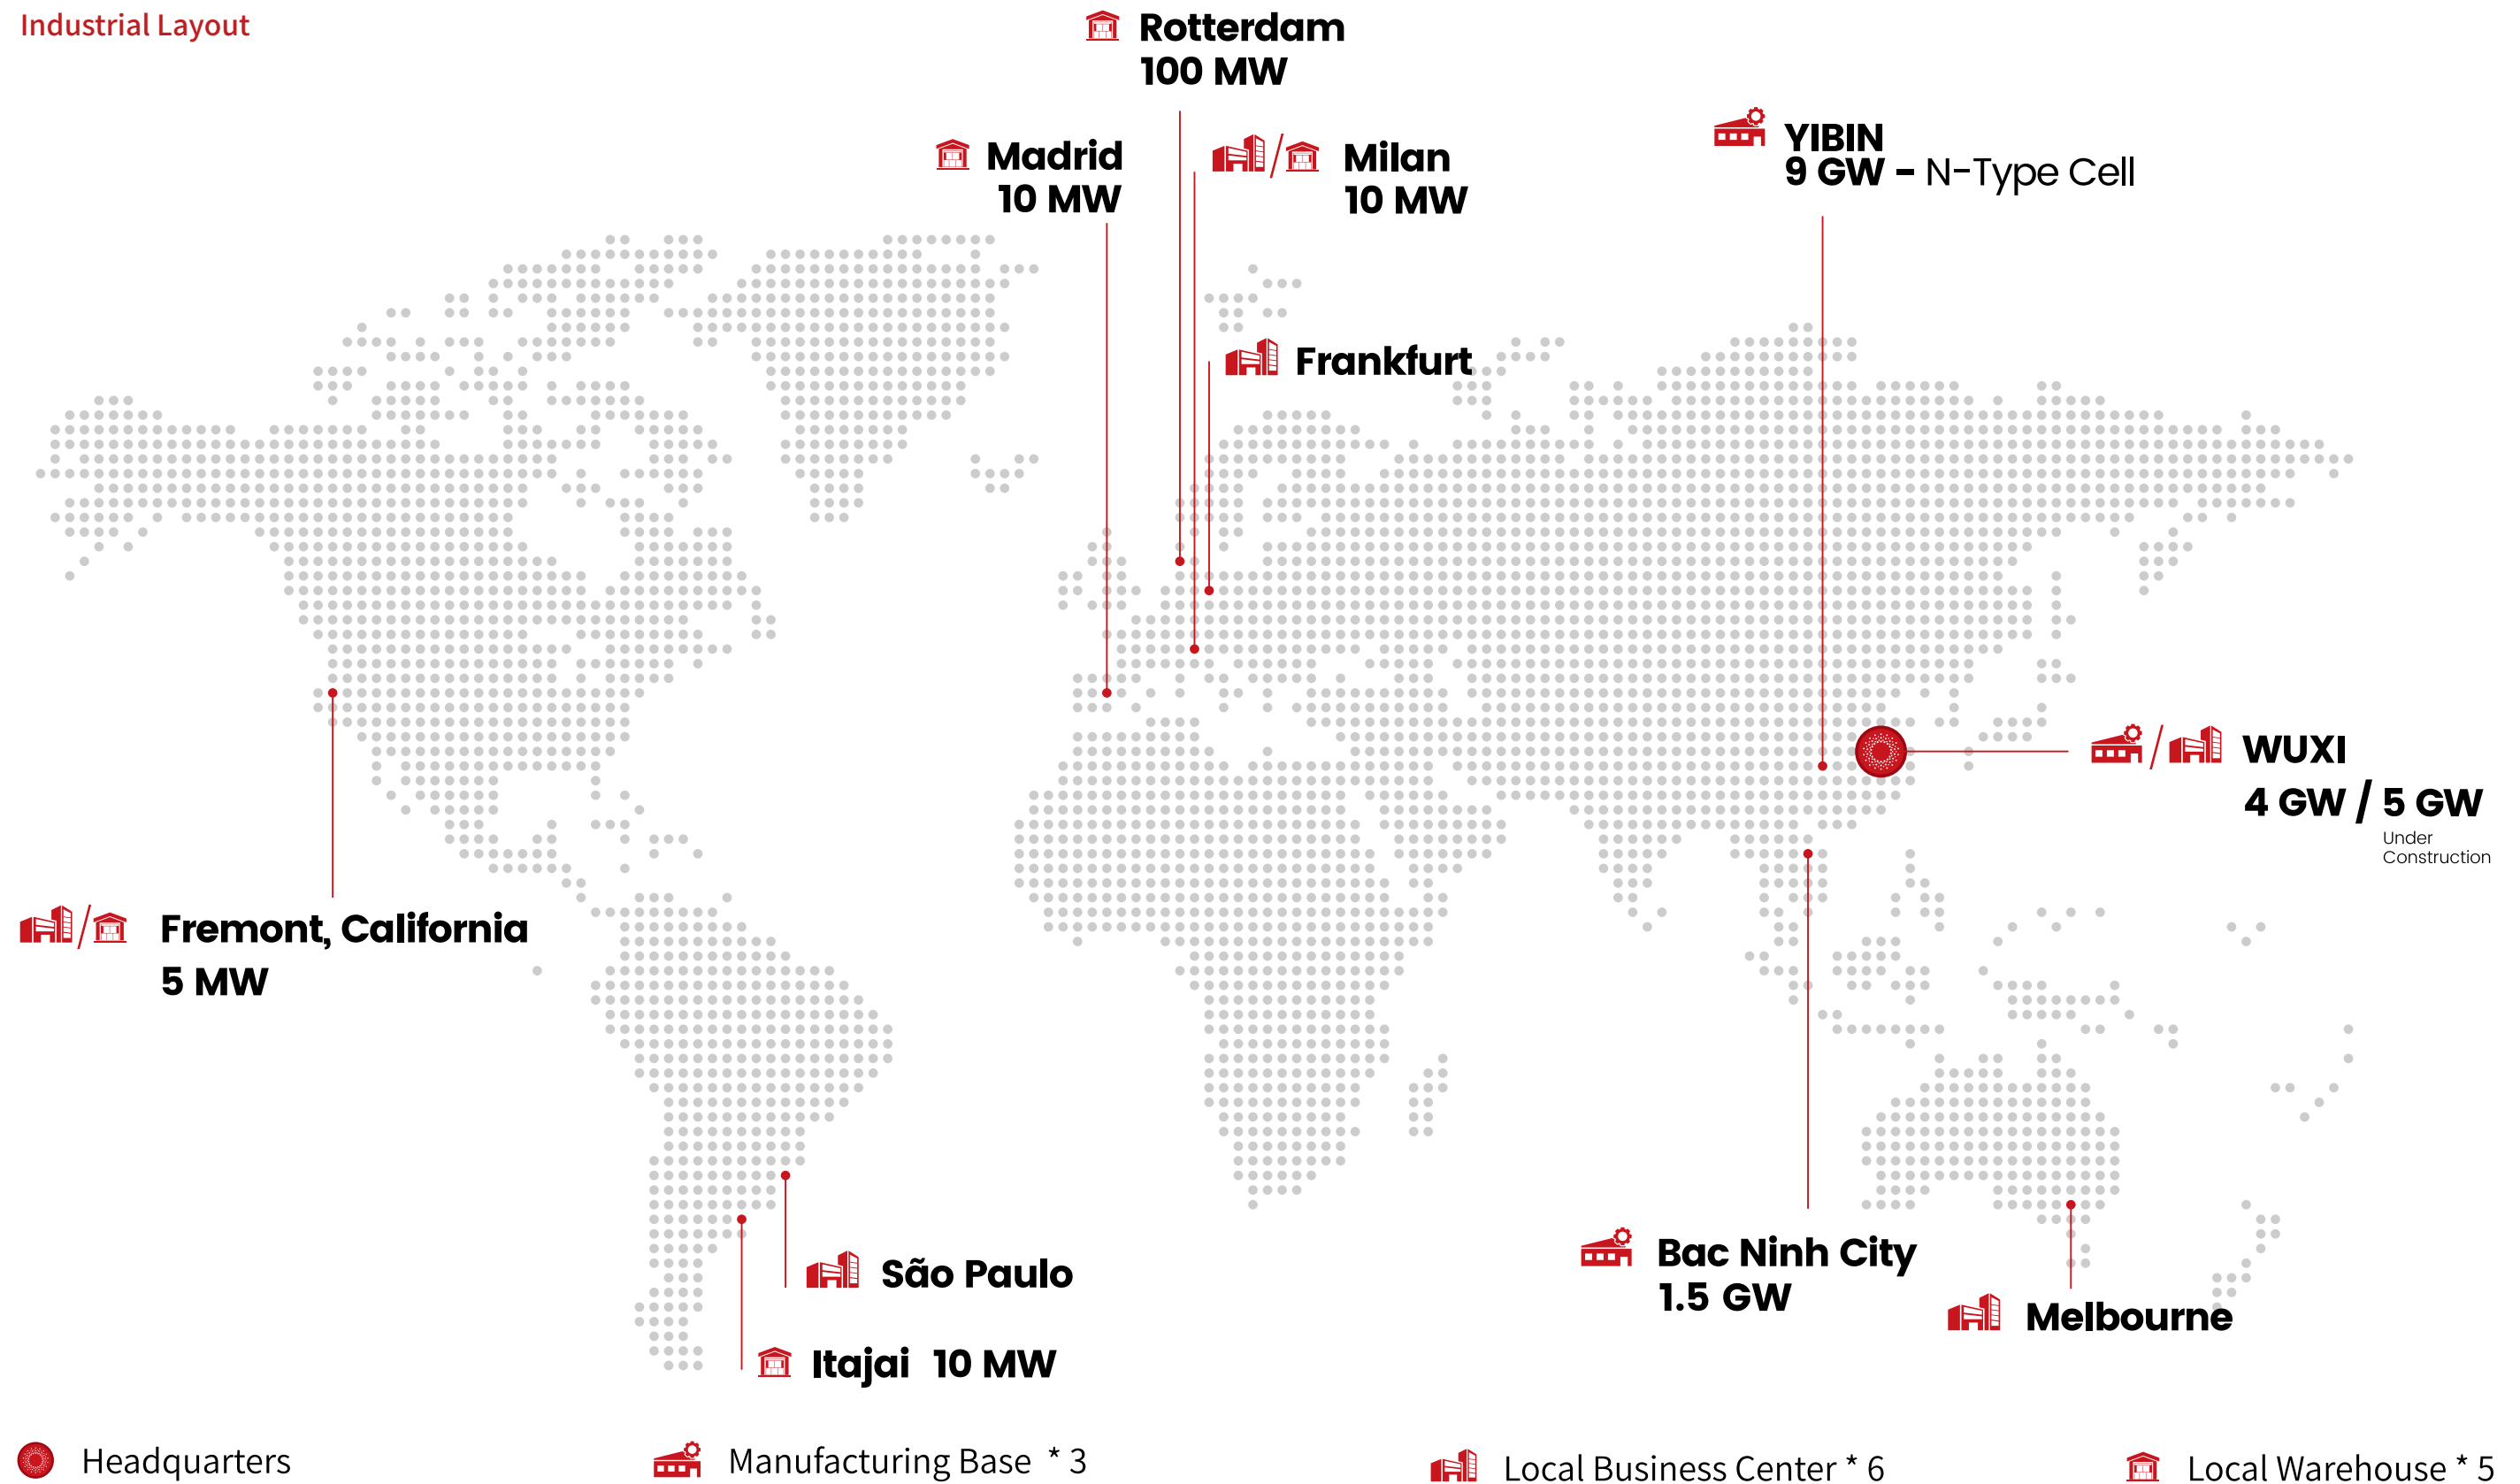 Industrial Layout
Rotterdam
100 MW
Madrid
10 MW
Milan
10 MW
YIBIN
9 GW – N-Type Cell
Frankfurt
WUXI
4 GW / 5 GW
Under
Construction
Fremont, California
5 MW
São Paulo
Itajai 10 MW
Bac Ninh City
1.5 GW
Melbourne
Headquarters
Manufacturing Base * 3
Local Business Center * 6
Local Warehouse * 5